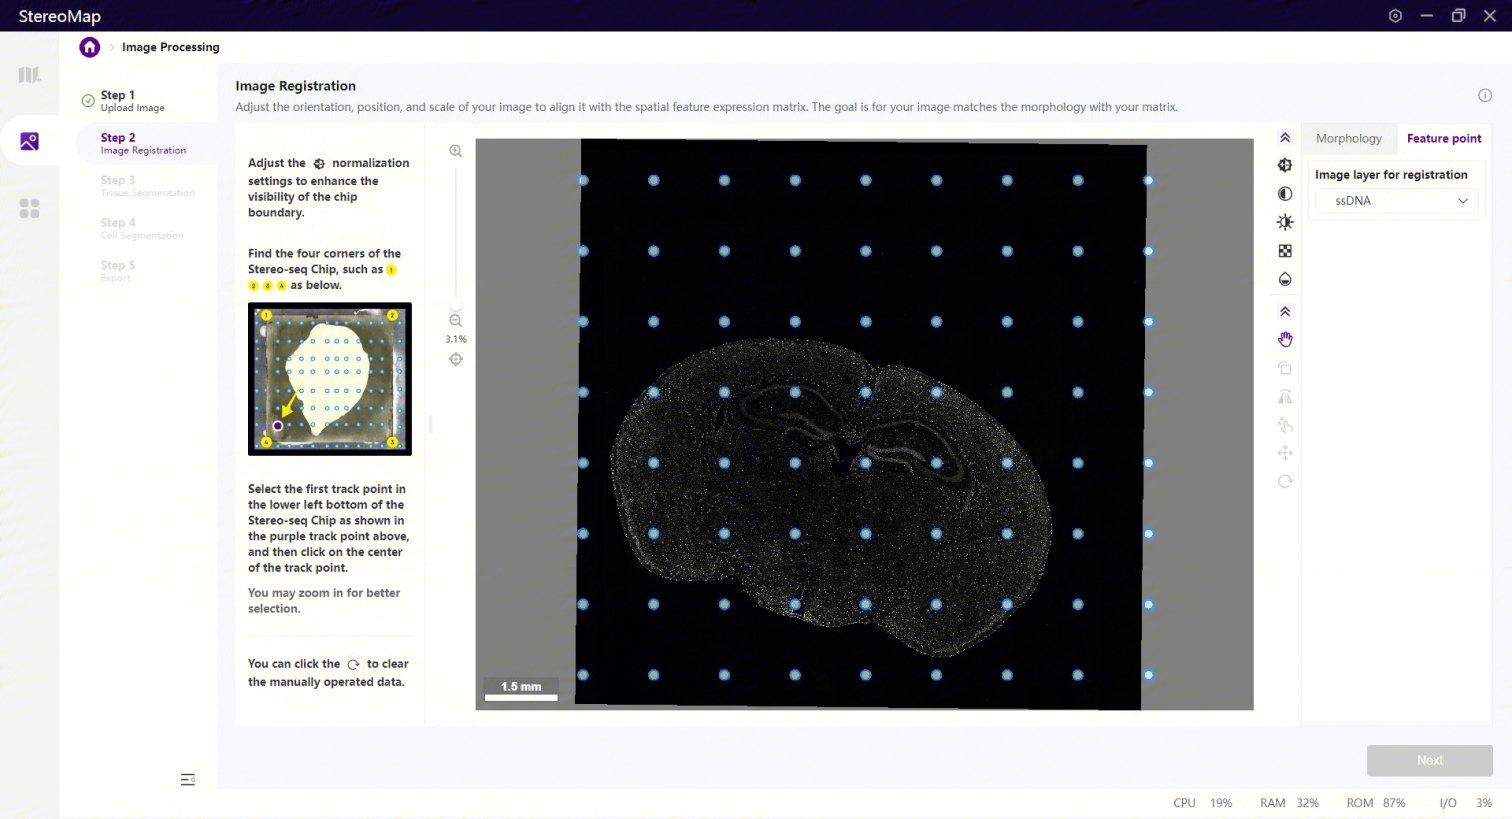 StereoMap
Image Processing
Step 1
Upload Image
Step 2
Image Registration
Step 3
Tissue Segmentation
Step 4
Cell Segmentation
Step 5
Export
Image Registration
Adjust the orientation, position, and scale of your image to align it with the spatial feature expression matrix. The goal is for your image matches the morphology with your matrix.
Adjust the normalization
settings to enhance the
visibility of the chip
boundary.
Find the four corners of the
Stereo-seq Chip, such as 1
2 3 4 as below.
1 2
4 3
Select the first track point in
the lower left bottom of the
Stereo-seq Chip as shown in
the purple track point above,
and then click on the center
of the track point.
You may zoom in for better
selection.
You can click the to clear
the manually operated data.
3.1%
1.5 mm
Morphology Feature point
Image layer for registration
ssDNA
Next
CPU 19% RAM 32% ROM 87% I/O 3%